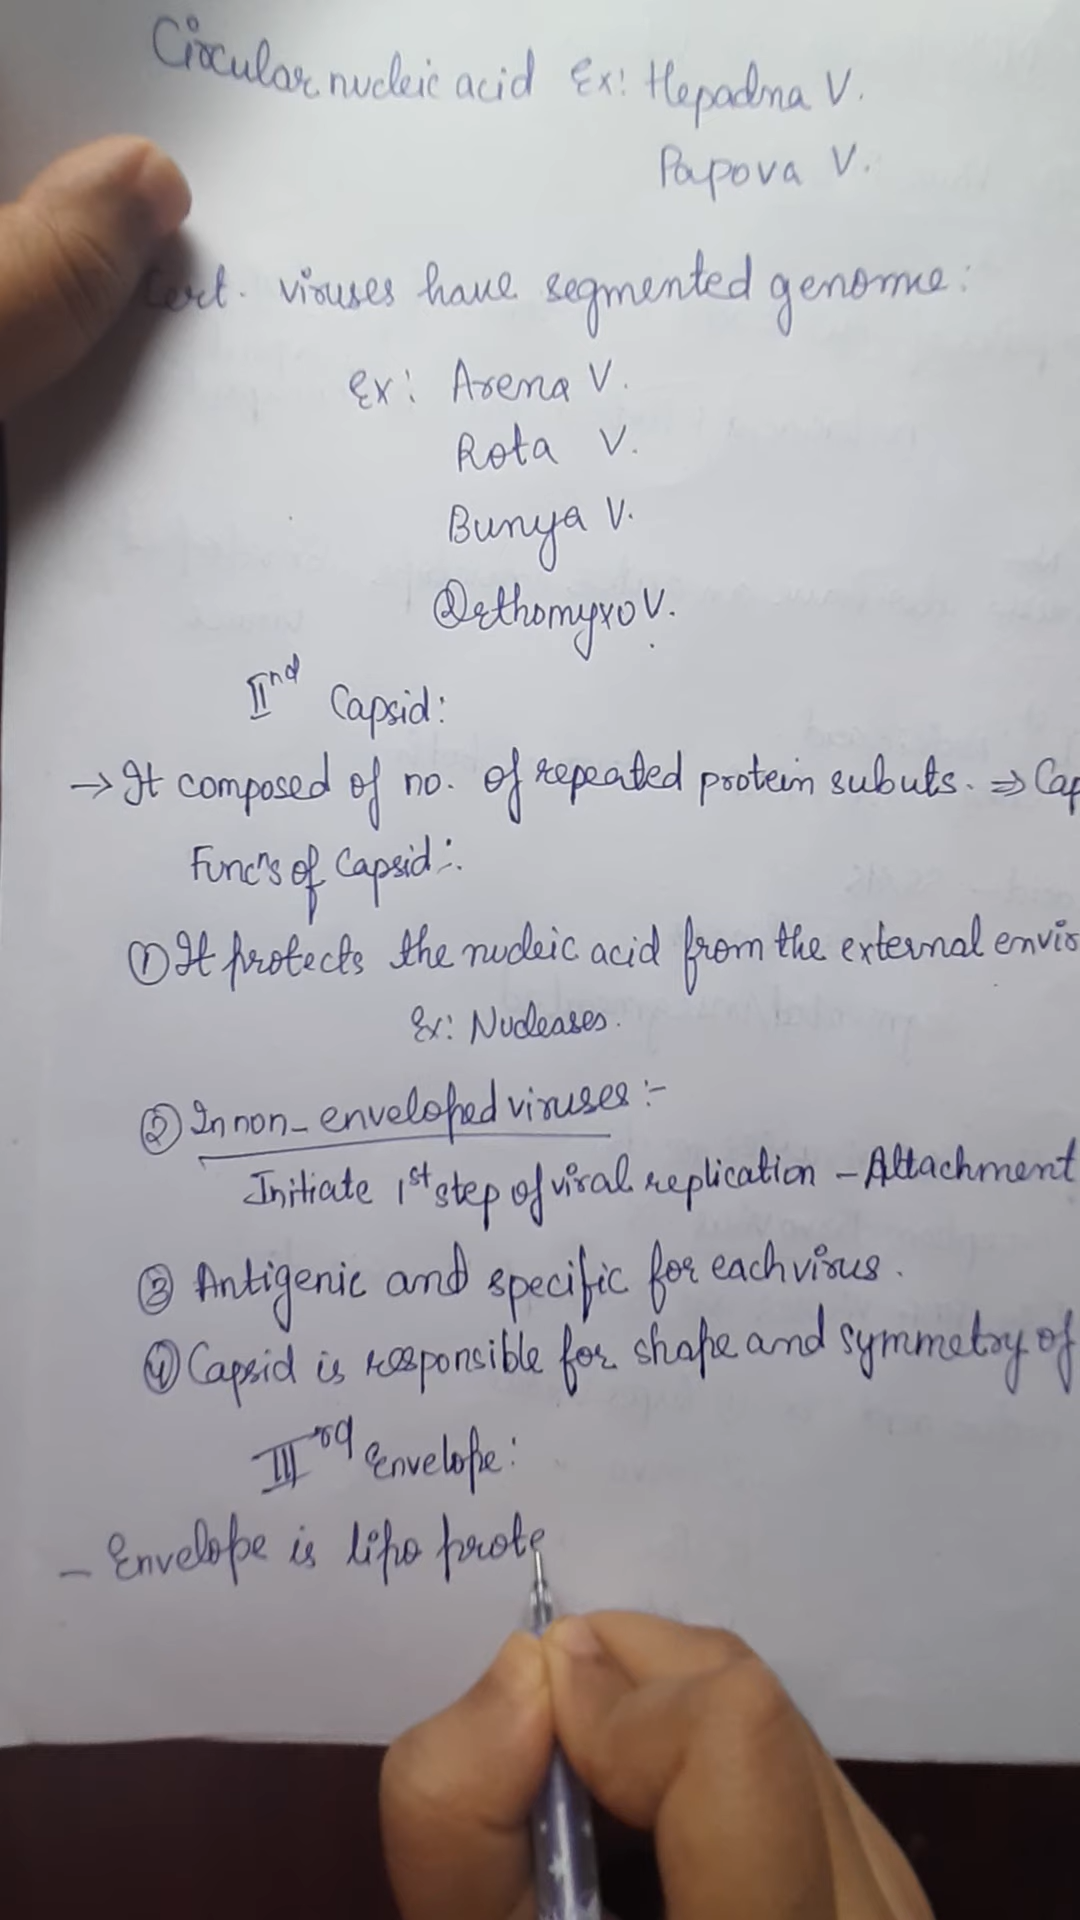 Circular nucleic acid Ex: Hepadna V.
Papova V.
Cert. viruses have segmented genome:
Ex: Arena V.
Rota V.
Bunya V.
Orthomyxo V.
IInd Capsid:
→ It composed of no. of repeated protein subuts. ⇒ Cap
Func's of Capsid:
① It protects the nucleic acid from the external enviro
Ex: Nucleases.
② In non-enveloped viruses:-
Initiate 1st step of viral replication - Attachment
③ Antigenic and specific for each virus.
④ Capsid is responsible for shape and symmetry of
IIIrd Envelope:
- Envelope is lipo prote